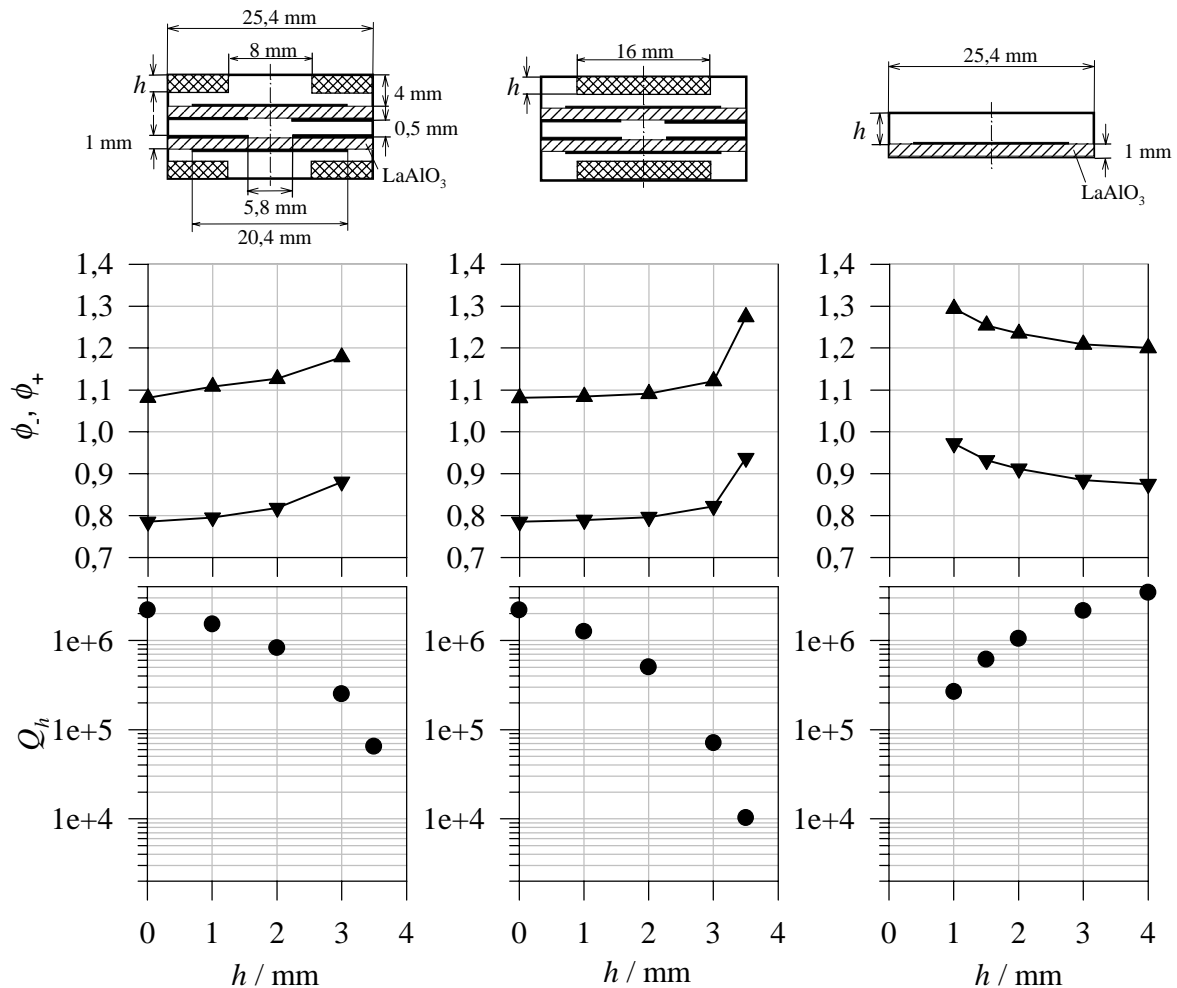 25,4 mm
8 mm
h
4 mm
0,5 mm
1 mm
LaAlO3
5,8 mm
20,4 mm
16 mm
h
25,4 mm
h
1 mm
LaAlO3
ϕ-, ϕ+
1,4
1,3
1,2
1,1
1,0
0,9
0,8
0,7
1,4
1,3
1,2
1,1
1,0
0,9
0,8
0,7
1,4
1,3
1,2
1,1
1,0
0,9
0,8
0,7
Qh
1e+6
1e+5
1e+4
1e+6
1e+5
1e+4
1e+6
1e+5
1e+4
0 1 2 3 4
0 1 2 3 4
0 1 2 3 4
h / mm
h / mm
h / mm